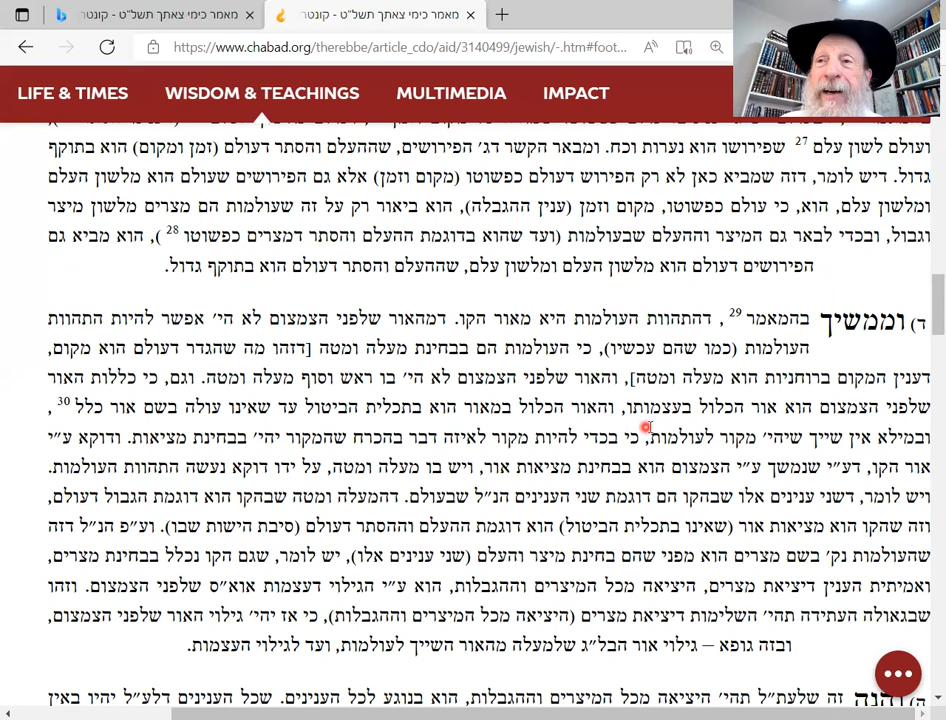 מאמר כימי צאתך תשל"ט - קונטר
מאמר כימי צאתך תשל"ט - קונטר
https://www.chabad.org/therebbe/article_cdo/aid/3140499/jewish/-.htm#foot...
LIFE & TIMES WISDOM & TEACHINGS MULTIMEDIA IMPACT
ועולם לשון עלם 27 שפירושו הוא נערות וכח. ומבאר הקשר דג׳ הפירושים, שההעלם והסתר דעולם (זמן ומקום) הוא בתוקף
גדול. דיש לומר, דזה שמביא כאן לא רק הפירוש דעולם כפשוטו (מקום וזמן) אלא גם הפירושים שעולם הוא מלשון העלם
ומלשון עלם, הוא, כי עולם כפשוטו, מקום וזמן (ענין ההגבלה), הוא ביאור רק על זה שעולמות הם מצרים מלשון מיצר
וגבול, ובכדי לבאר גם המיצר וההעלם שבעולמות (ועד שהוא בדוגמת ההעלם והסתר דמצרים כפשוטו 28 ), הוא מביא גם
הפירושים דעולם הוא מלשון העלם ומלשון עלם, שההעלם והסתר דעולם הוא בתוקף גדול.
ד) וממשיך בהמאמר 29 , דהתהוות העולמות היא מאור הקו. דמהאור שלפני הצמצום לא הי׳ אפשר להיות התהוות
העולמות (כמו שהם עכשיו), כי העולמות הם בבחינת מעלה ומטה [דזהו מה שהגדר דעולם הוא מקום,
דענין המקום ברוחניות הוא מעלה ומטה], והאור שלפני הצמצום לא הי׳ בו ראש וסוף מעלה ומטה. וגם, כי כללות האור
שלפני הצמצום הוא אור הכלול בעצמותו, והאור הכלול במאור הוא בתכלית הביטול עד שאינו עולה בשם אור כלל 30 ,
ובמילא אין שייך שיהי׳ מקור לעולמות, כי בכדי להיות מקור לאיזה דבר בהכרח שהמקור יהי׳ בבחינת מציאות. ודוקא ע״י
אור הקו, דע״י שנמשך ע״י הצמצום הוא בבחינת מציאות אור, ויש בו מעלה ומטה, על ידו דוקא נעשה התהוות העולמות.
ויש לומר, דשני ענינים אלו שבהקו הם דוגמת שני הענינים הנ״ל שבעולם. דהמעלה ומטה שבהקו הוא דוגמת הגבול דעולם,
וזה שהקו הוא מציאות אור (שאינו בתכלית הביטול) הוא דוגמת ההעלם וההסתר דעולם (סיבת הישות שבו). וע״פ הנ״ל דזה
שהעולמות נק׳ בשם מצרים הוא מפני שהם בחינת מיצר והעלם (שני ענינים אלו), יש לומר, שגם הקו נכלל בבחינת מצרים,
ואמיתית הענין דיציאת מצרים, היציאה מכל המיצרים וההגבלות, הוא ע״י הגילוי דעצמות אוא״ס שלפני הצמצום. וזהו
שבגאולה העתידה תהי׳ השלימות דיציאת מצרים (היציאה מכל המיצרים וההגבלות), כי אז יהי׳ גילוי האור שלפני הצמצום,
ובזה גופא – גילוי אור הבל״ג שלמעלה מהאור השייך לעולמות, ועד לגילוי העצמות.
ה) והנה זה שלעת״ל תהי׳ היציאה מכל המיצרים וההגבלות, הוא בנוגע לכל הענינים. שכל הענינים דלע״ל יהיו באין